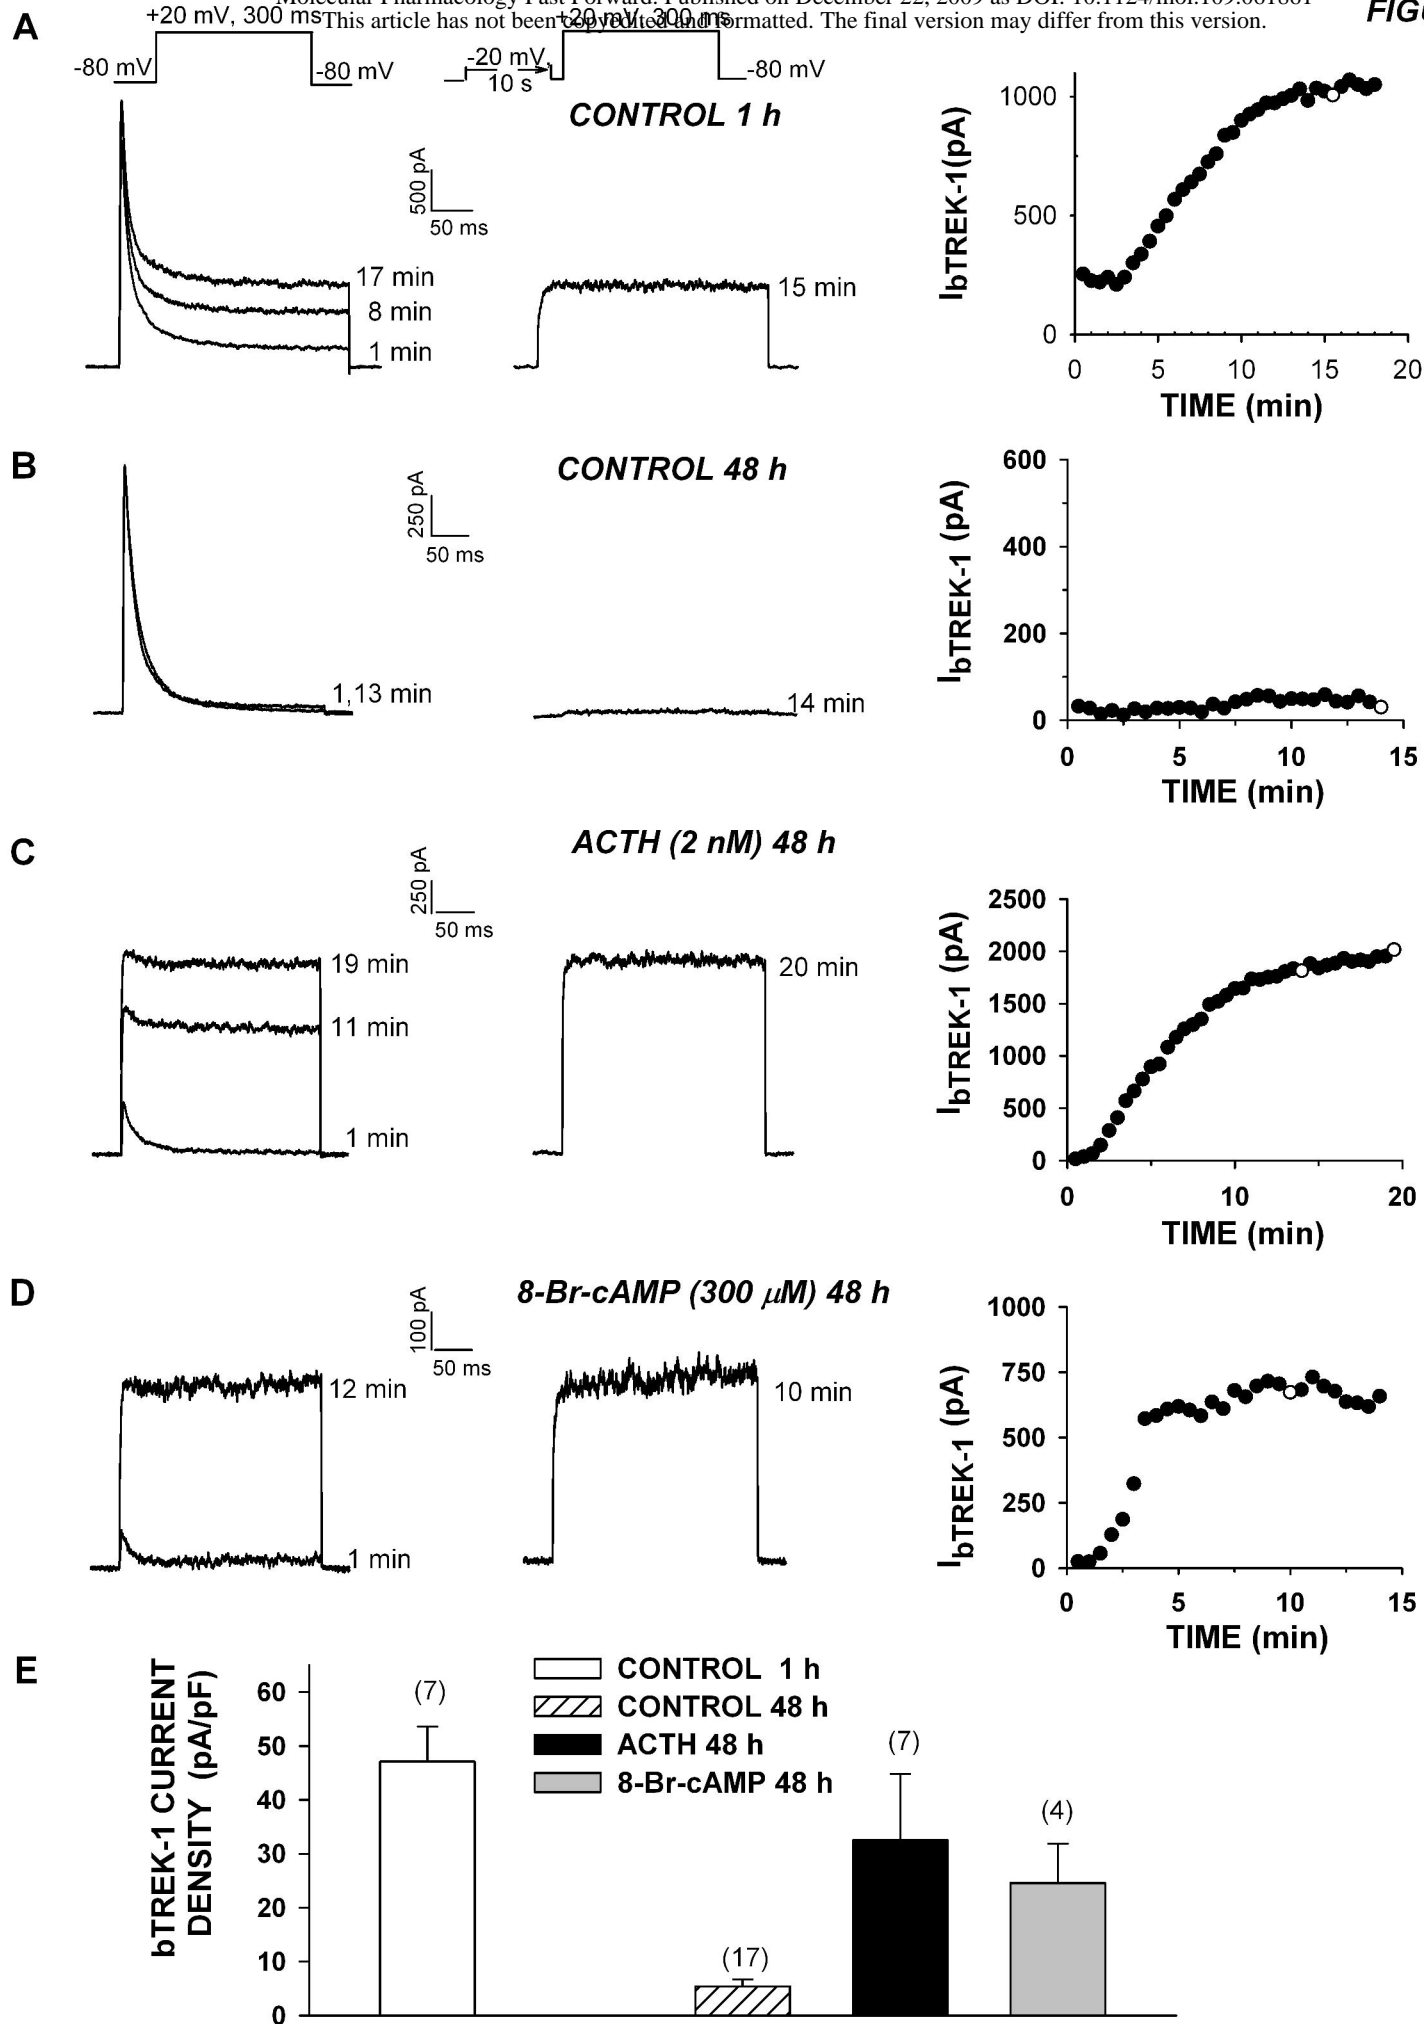 Molecular Pharmacology Fast Forward. Published on December 22, 2009 as DOI: 10.1124/mol.109.061861
This article has not been copyedited and formatted. The final version may differ from this version.
FIGU
A
+20 mV, 300 ms
-80 mV
-80 mV
+20 mV, 300 ms
-20 mV,
10 s
-80 mV
CONTROL 1 h
500 pA
50 ms
17 min
8 min
1 min
15 min
IbTREK-1(pA)
1000
500
0
0 5 10 15 20
TIME (min)
B
CONTROL 48 h
250 pA
50 ms
1,13 min
14 min
IbTREK-1 (pA)
600
400
200
0
0 5 10 15
TIME (min)
C
ACTH (2 nM) 48 h
250 pA
50 ms
19 min
11 min
1 min
20 min
IbTREK-1 (pA)
2500
2000
1500
1000
500
0
0 10 20
TIME (min)
D
8-Br-cAMP (300 μM) 48 h
100 pA
50 ms
12 min
1 min
10 min
IbTREK-1 (pA)
1000
750
500
250
0
0 5 10 15
TIME (min)
E
bTREK-1 CURRENT
DENSITY (pA/pF)
60
50
40
30
20
10
0
(7)
(17)
(7)
(4)
CONTROL 1 h
CONTROL 48 h
ACTH 48 h
8-Br-cAMP 48 h